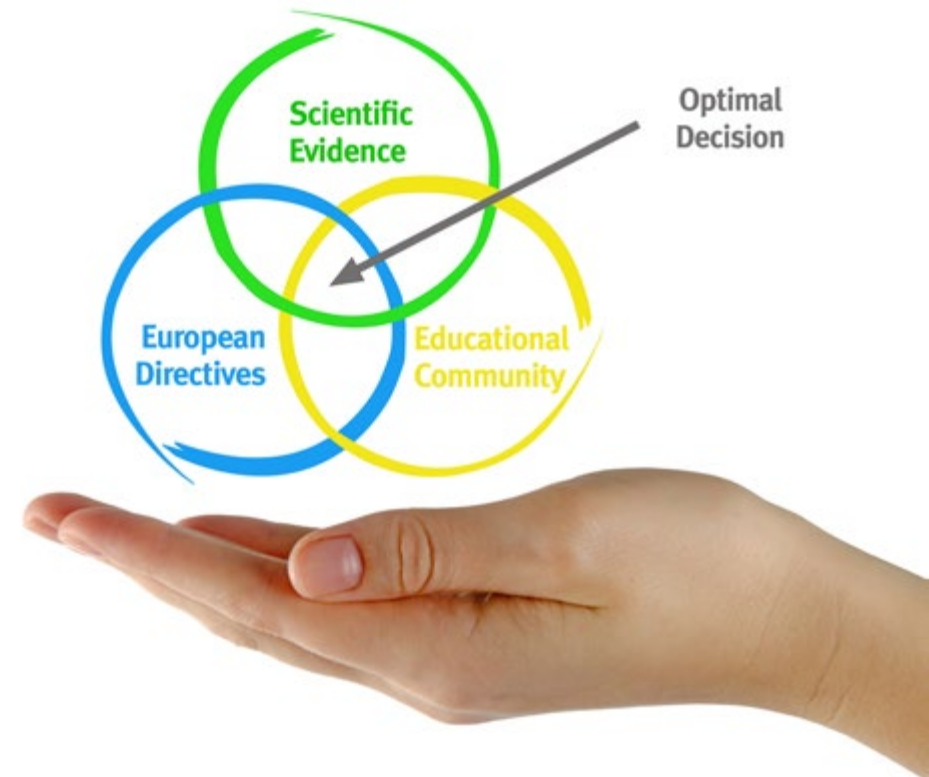 Scientific
Evidence
Optimal
Decision
European
Directives
Educational
Community